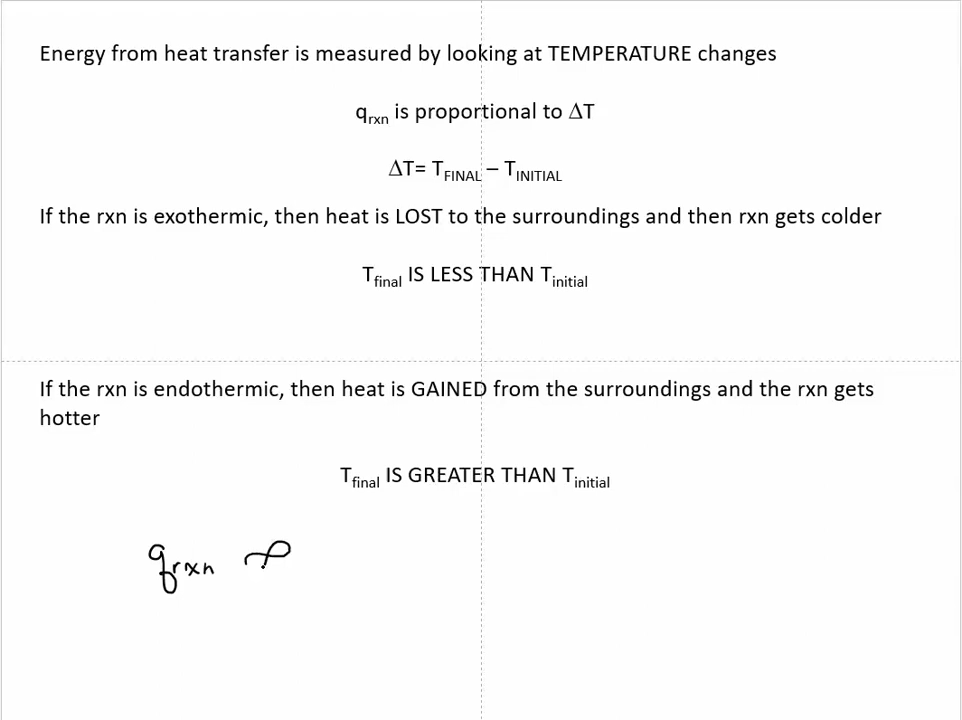 Energy from heat transfer is measured by looking at TEMPERATURE changes
qrxn is proportional to ΔT
ΔT= TFINAL – TINITIAL
If the rxn is exothermic, then heat is LOST to the surroundings and then rxn gets colder
Tfinal IS LESS THAN Tinitial
If the rxn is endothermic, then heat is GAINED from the surroundings and the rxn gets
hotter
Tfinal IS GREATER THAN Tinitial
qrxn ∝